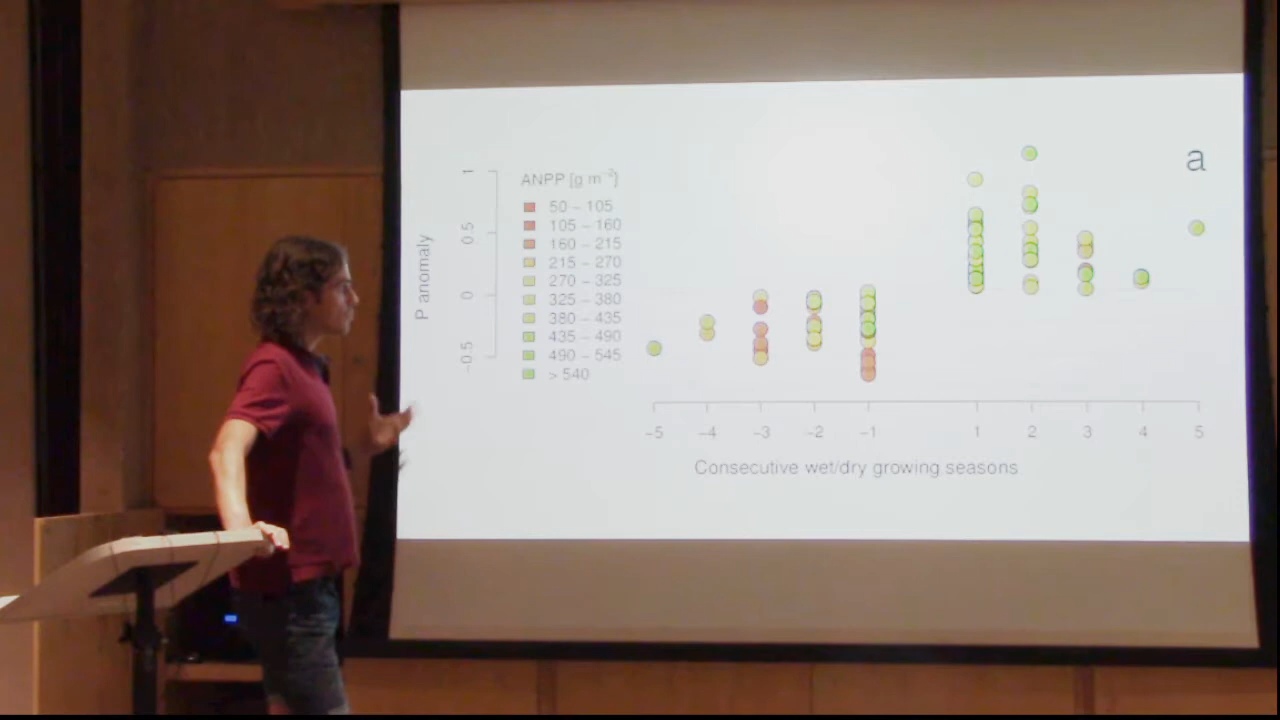 a
ANPP [g m⁻²]
50 – 105
105 – 160
160 – 215
215 – 270
270 – 325
325 – 380
380 – 435
435 – 490
490 – 545
> 540
P anomaly
1
0.5
0
−0.5
−5 −4 −3 −2 −1 1 2 3 4 5
Consecutive wet/dry growing seasons